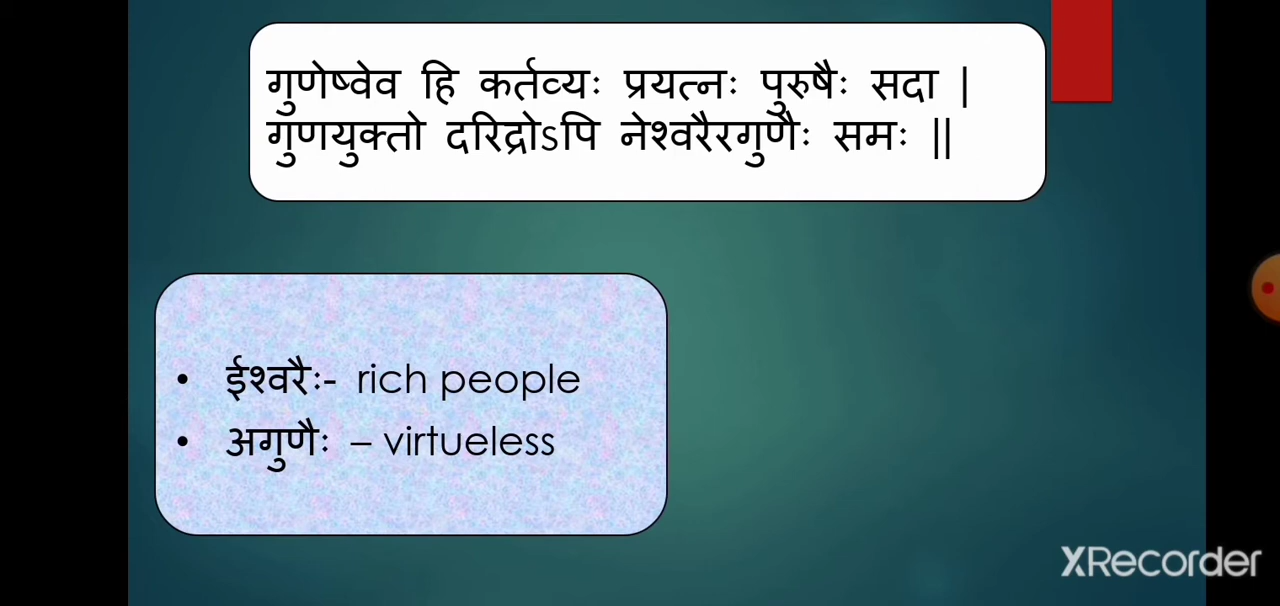 गुणेष्वेव हि कर्तव्यः प्रयत्नः पुरुषैः सदा |
गुणयुक्तो दरिद्रोऽपि नेश्वरैरगुणैः समः ||
• ईश्वरैः- rich people
• अगुणैः – virtueless
XRecorder